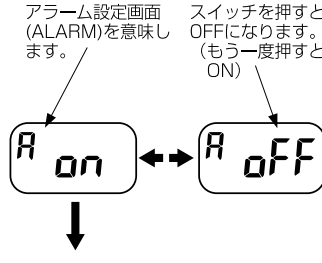 アラーム設定画面
(ALARM)を意味し
ます。
スイッチを押すと
OFFになります。
（もう一度押すと
ON）
A on
A oFF